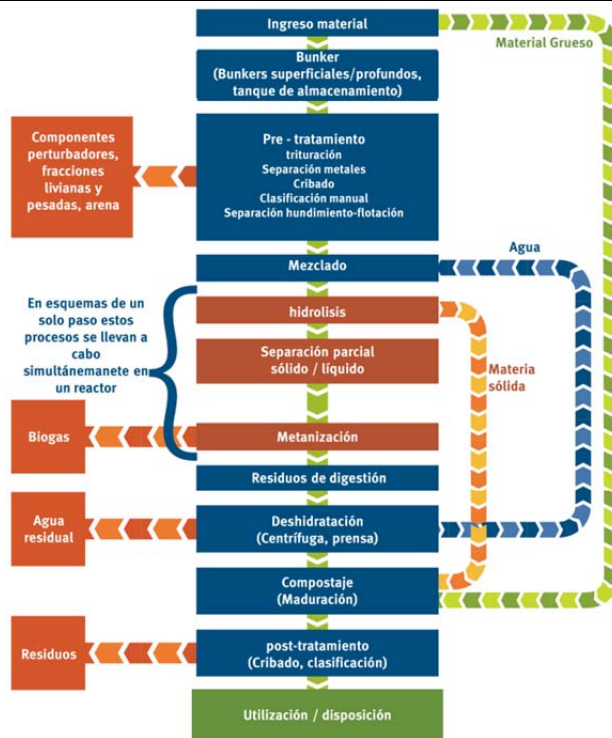 Ingreso material
Material Grueso
Bunker
(Bunkers superficiales/profundos,
tanque de almacenamiento)
Componentes
perturbadores,
fracciones
livianas y
pesadas, arena
Pre - tratamiento
trituración
Separación metales
Cribado
Clasificación manual
Separación hundimiento-flotación
Agua
Mezclado
En esquemas de un
solo paso estos
procesos se llevan a
cabo
simultánemanete en
un reactor
hidrolisis
Separación parcial
sólido / líquido
Materia
sólida
Biogas
Metanización
Residuos de digestión
Agua
residual
Deshidratación
(Centrífuga, prensa)
Compostaje
(Maduración)
Residuos
post-tratamiento
(Cribado, clasificación)
Utilización / disposición